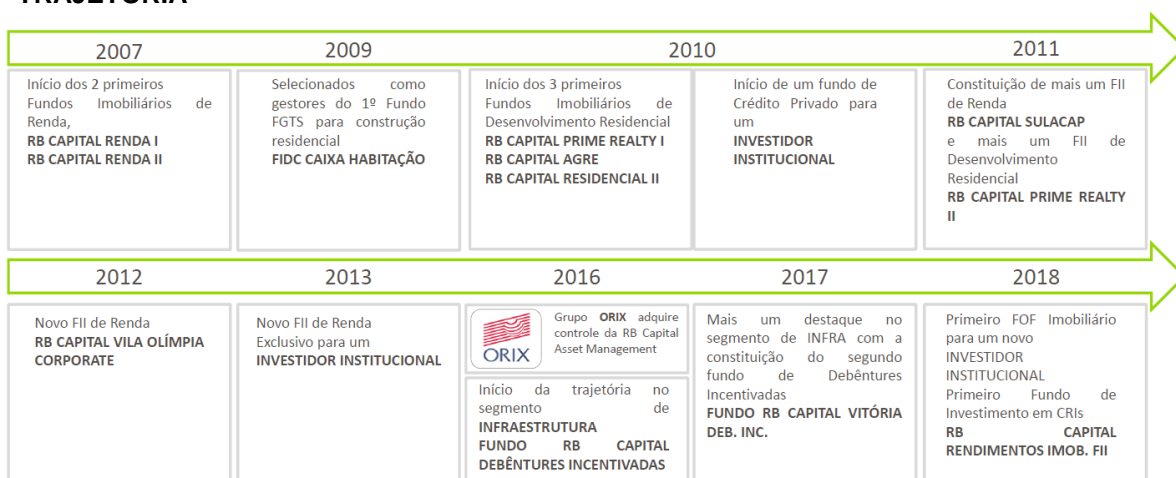 TRAJETÓRIA
2007
2009
2010
2011
Início dos 2 primeiros
Fundos Imobiliários de
Renda,
RB CAPITAL RENDA I
RB CAPITAL RENDA II
Selecionados como
gestores do 1º Fundo
FGTS para construção
residencial
FIDC CAIXA HABITAÇÃO
Início dos 3 primeiros
Fundos Imobiliários de
Desenvolvimento Residencial
RB CAPITAL PRIME REALTY I
RB CAPITAL AGRE
RB CAPITAL RESIDENCIAL II
Início de um fundo de
Crédito Privado para
um
INVESTIDOR
INSTITUCIONAL
Constituição de mais um FII
de Renda
RB CAPITAL SULACAP
e mais um FII de
Desenvolvimento
Residencial
RB CAPITAL PRIME REALTY
II
2012
2013
2016
2017
2018
Novo FII de Renda
RB CAPITAL VILA OLÍMPIA
CORPORATE
Novo FII de Renda
Exclusivo para um
INVESTIDOR INSTITUCIONAL
ORIX
Grupo ORIX adquire
controle da RB Capital
Asset Management
Início da trajetória no
segmento de
INFRAESTRUTURA
FUNDO RB CAPITAL
DEBÊNTURES INCENTIVADAS
Mais um destaque no
segmento de INFRA com a
constituição do segundo
fundo de Debêntures
Incentivadas
FUNDO RB CAPITAL VITÓRIA
DEB. INC.
Primeiro FOF Imobiliário
para um novo
INVESTIDOR
INSTITUCIONAL
Primeiro Fundo de
Investimento em CRIs
RB CAPITAL
RENDIMENTOS IMOB. FII